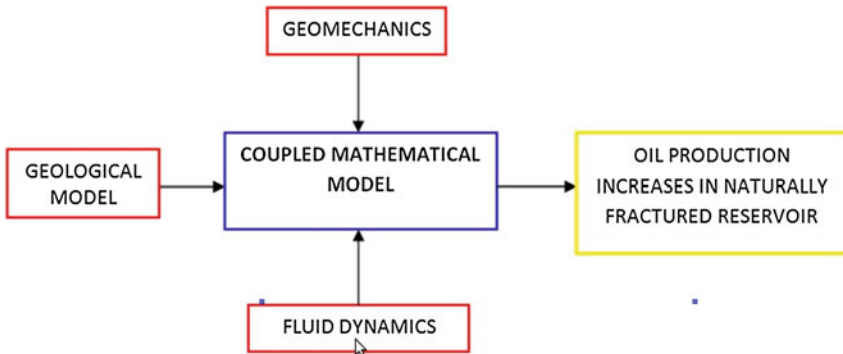 GEOMECHANICS
GEOLOGICAL
MODEL
COUPLED MATHEMATICAL
MODEL
OIL PRODUCTION
INCREASES IN NATURALLY
FRACTURED RESERVOIR
FLUID DYNAMICS